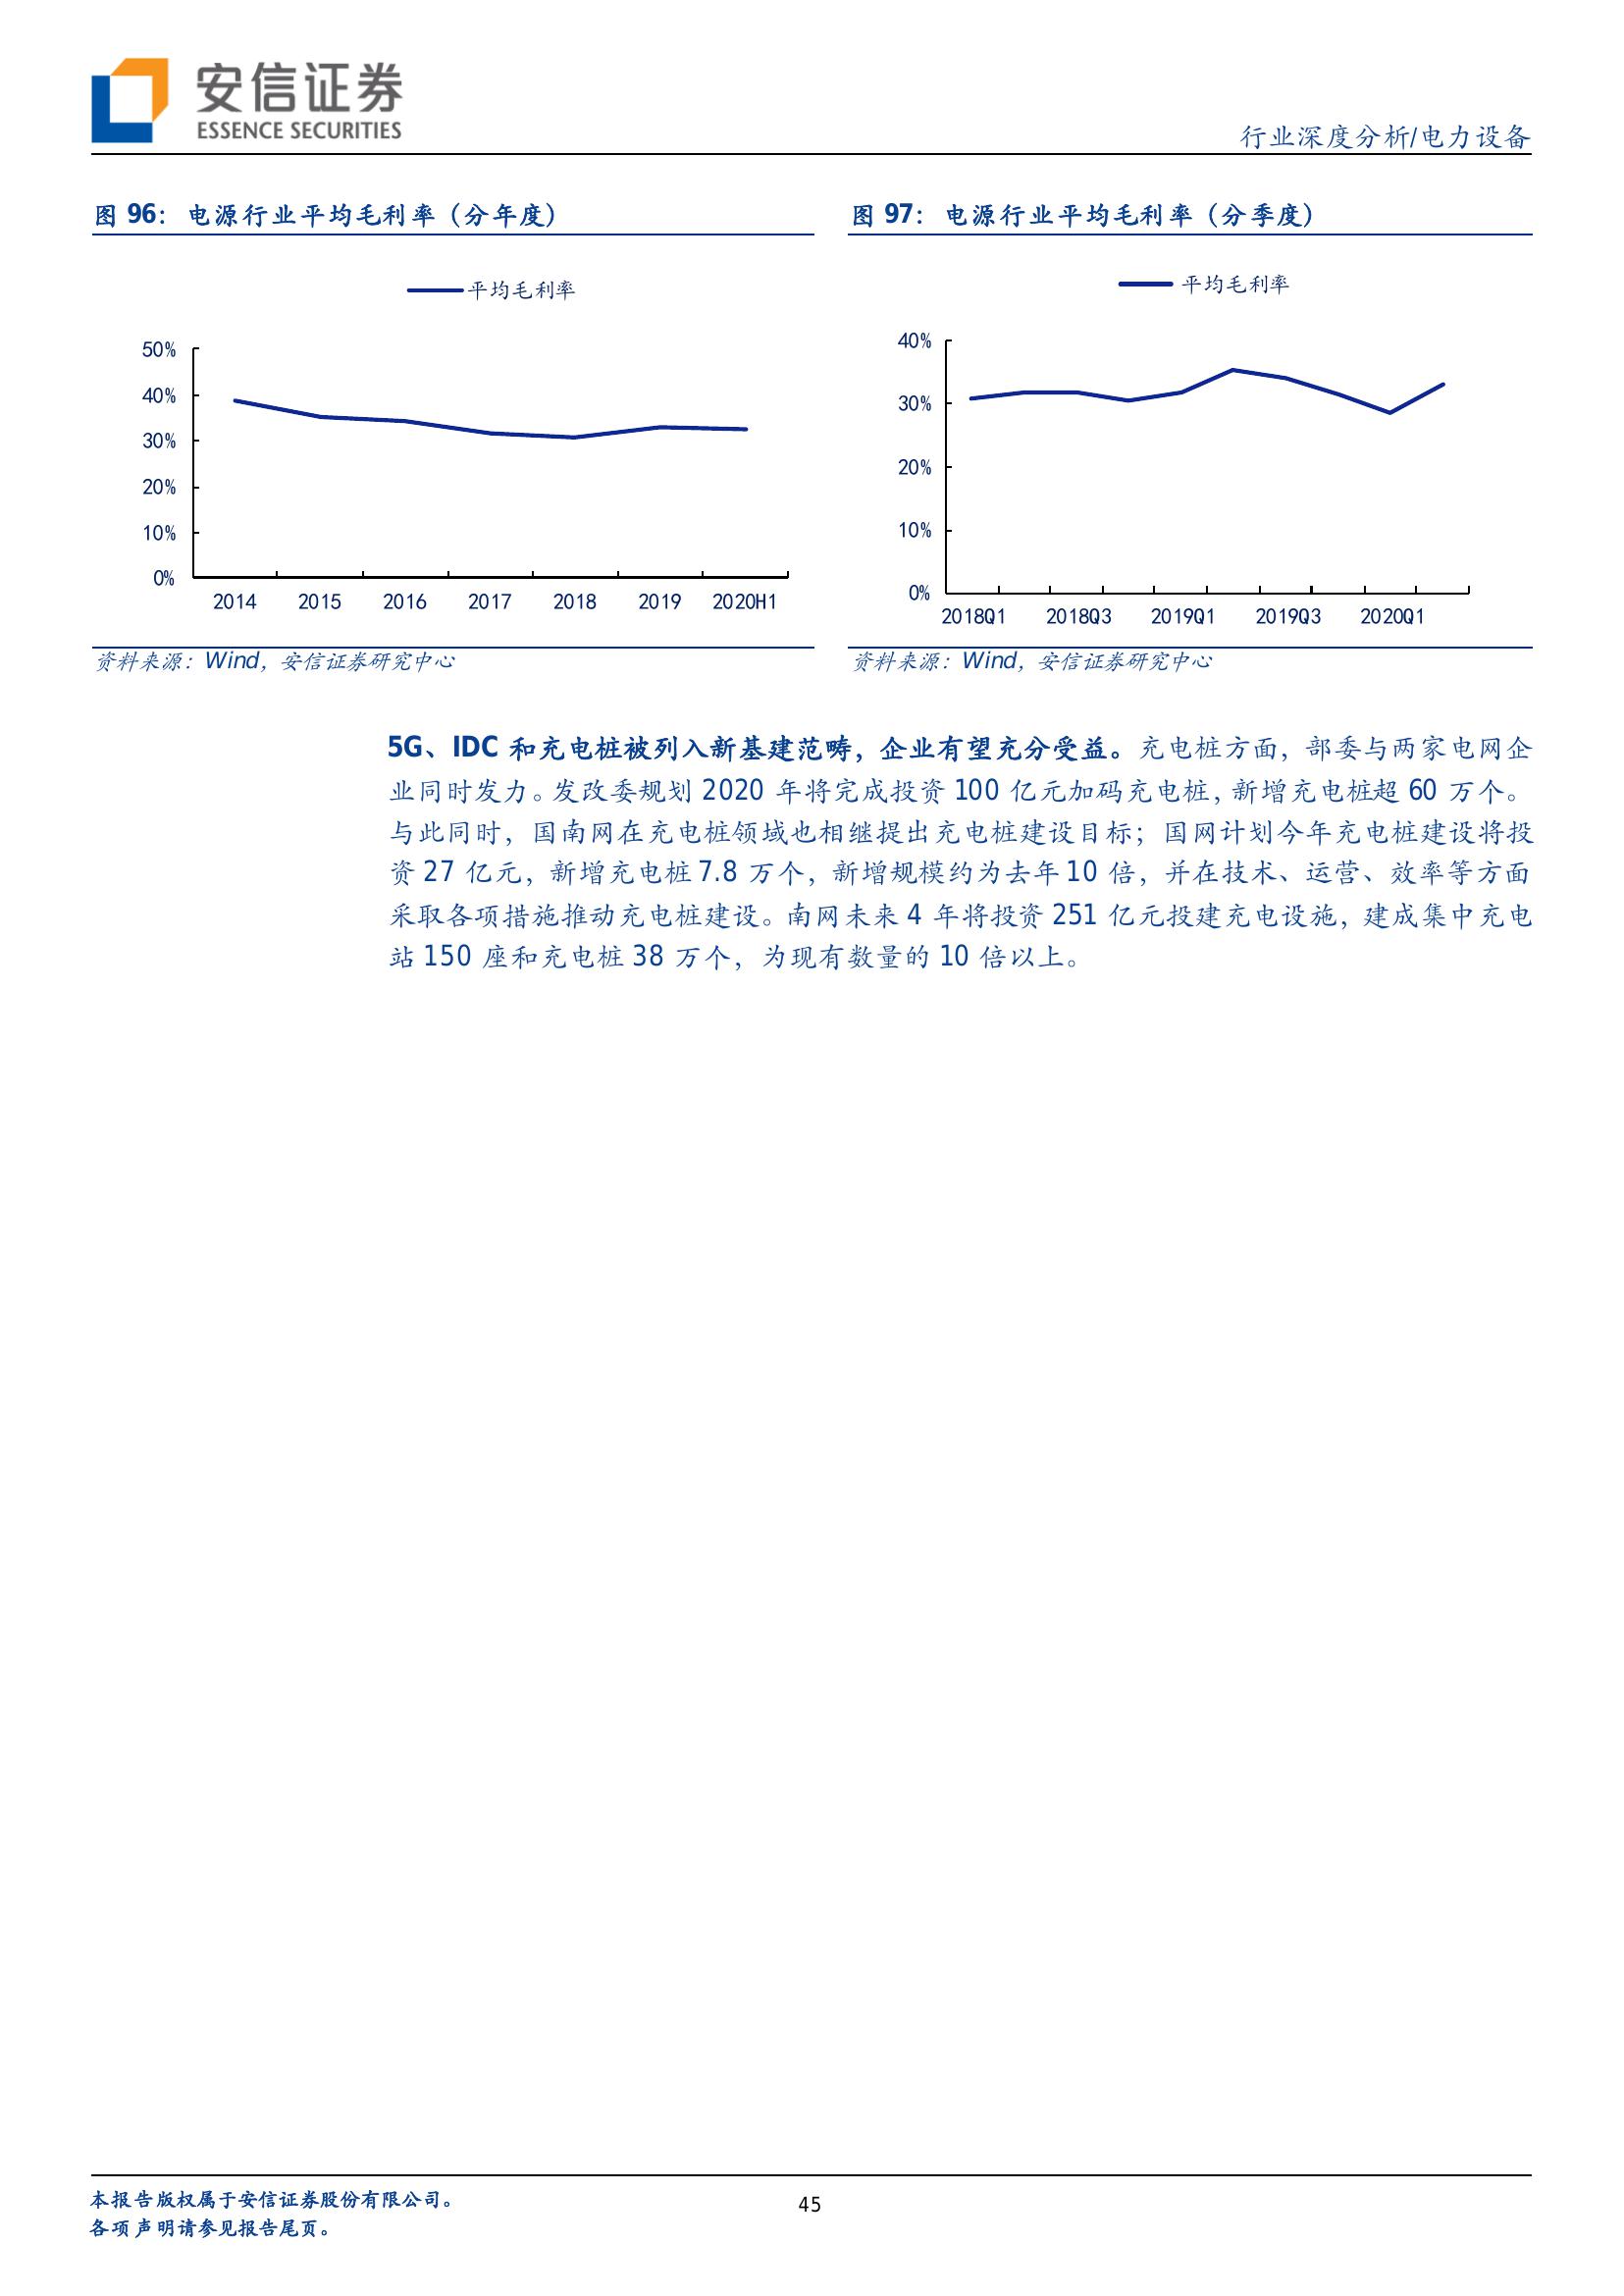 安信证券
ESSENCE SECURITIES
行业深度分析/电力设备
图 96：电源行业平均毛利率（分年度）
平均毛利率
50%
40%
30%
20%
10%
0%
2014 2015 2016 2017 2018 2019 2020H1
资料来源：Wind，安信证券研究中心
图 97：电源行业平均毛利率（分季度）
平均毛利率
40%
30%
20%
10%
0%
2018Q1 2018Q3 2019Q1 2019Q3 2020Q1
资料来源：Wind，安信证券研究中心
5G、IDC 和充电桩被列入新基建范畴，企业有望充分受益。充电桩方面，部委与两家电网企
业同时发力。发改委规划 2020 年将完成投资 100 亿元加码充电桩，新增充电桩超 60 万个。
与此同时，国南网在充电桩领域也相继提出充电桩建设目标；国网计划今年充电桩建设将投
资 27 亿元，新增充电桩 7.8 万个，新增规模约为去年 10 倍，并在技术、运营、效率等方面
采取各项措施推动充电桩建设。南网未来 4 年将投资 251 亿元投建充电设施，建成集中充电
站 150 座和充电桩 38 万个，为现有数量的 10 倍以上。
本报告版权属于安信证券股份有限公司。
各项声明请参见报告尾页。
45